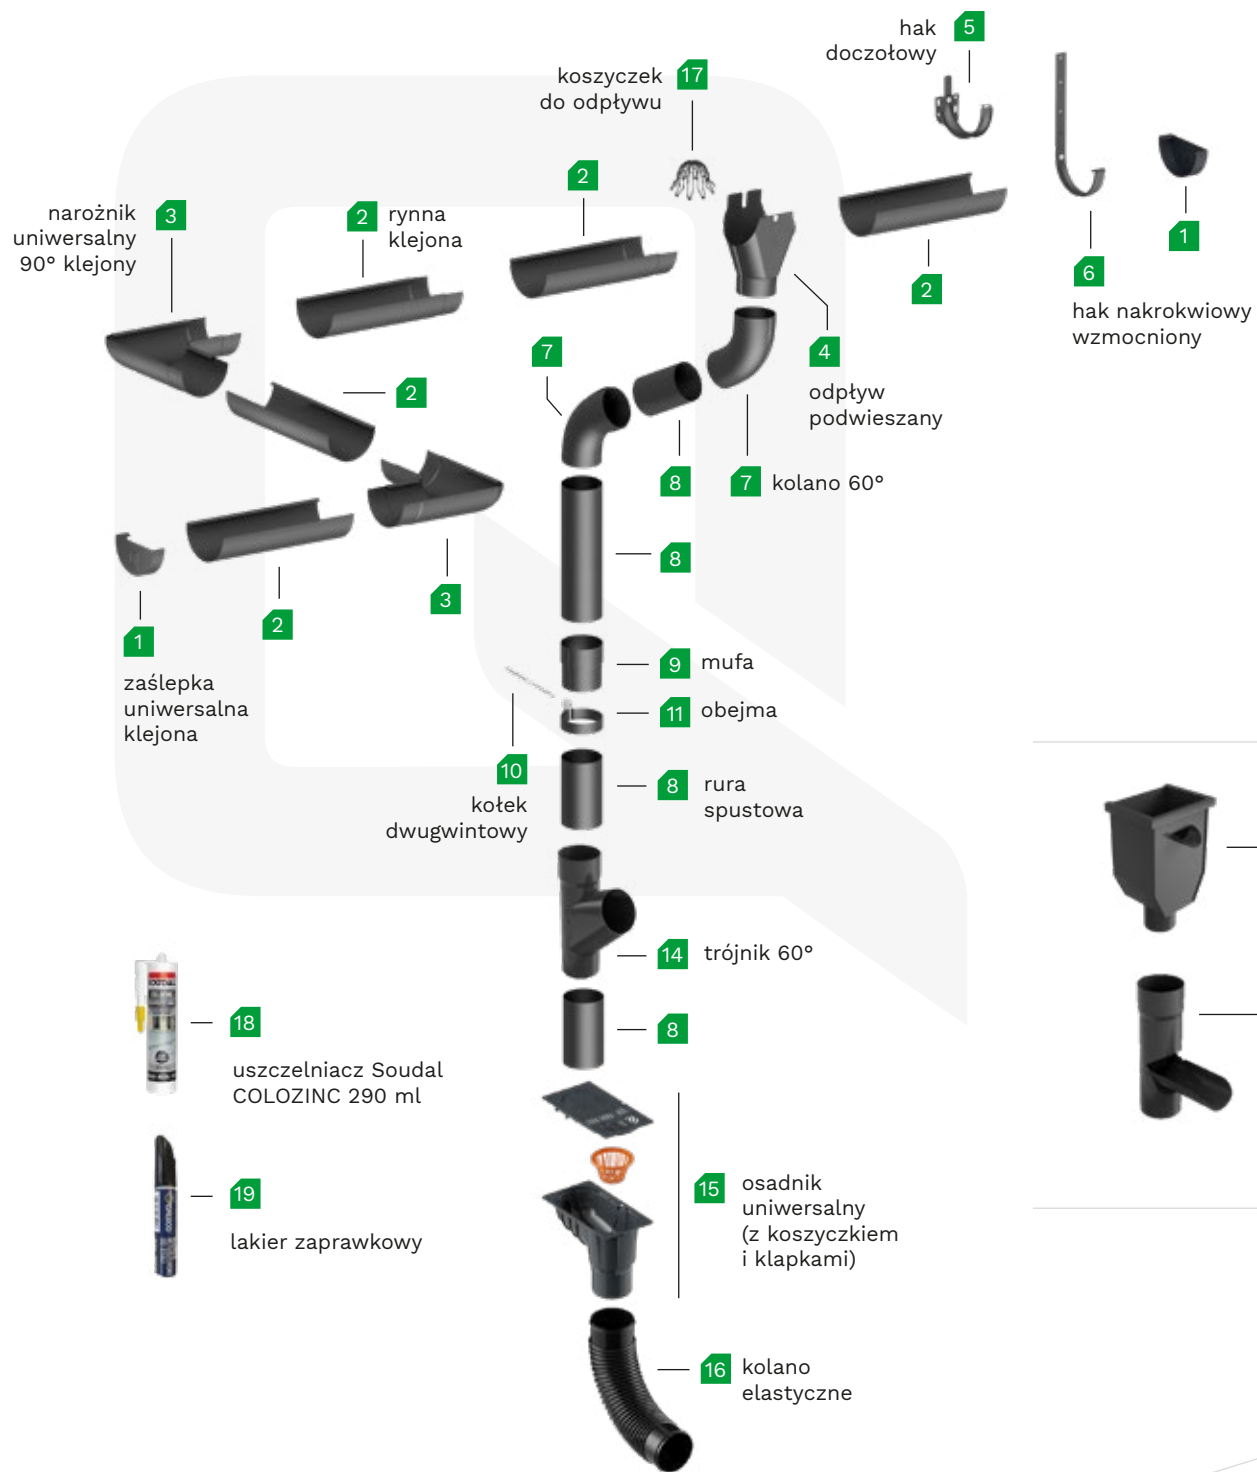 hak
doczołowy
5
koszyczek
do odpływu
17
2
narożnik
uniwersalny
90° klejony
3
2
rynna
klejona
1
2
6
hak nakrokwiowy
wzmocniony
7
4
odpływ
podwieszany
2
8
7
kolano 60°
8
3
2
1
zaślepka
uniwersalna
klejona
9
mufa
11
obejma
10
kołek
dwugwintowy
8
rura
spustowa
14
trójnik 60°
18
uszczelniacz Soudal
COLOZINC 290 ml
8
19
lakier zaprawkowy
15
osadnik
uniwersalny
(z koszyczkiem
i klapkami)
16
kolano
elastyczne
SOUDAL